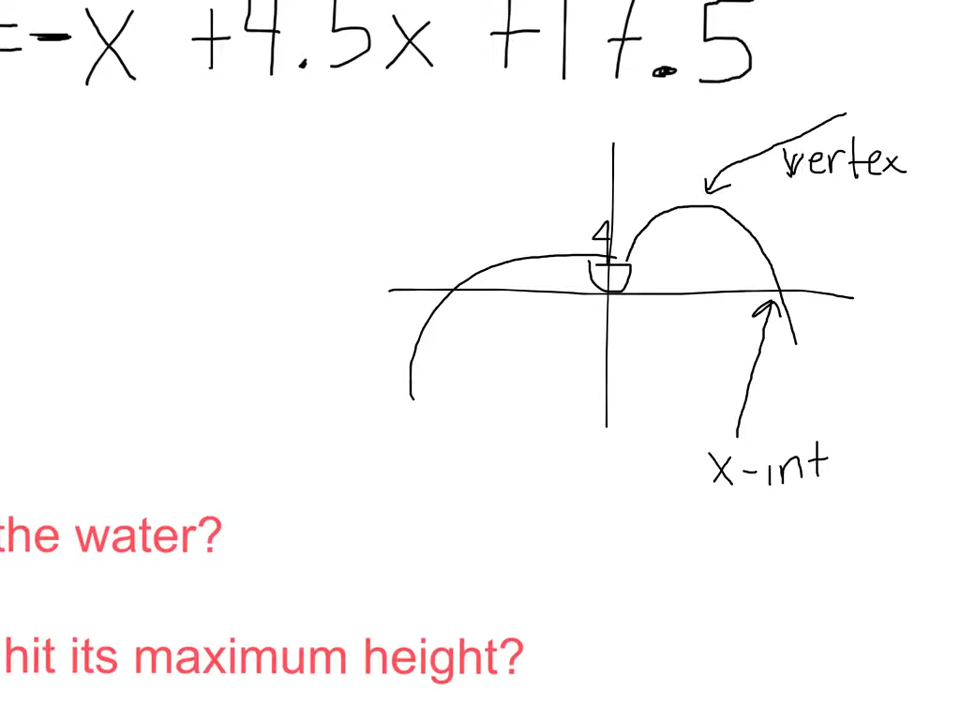 =-x +4.5x +17.5
vertex
4
x-int
the water?
hit its maximum height?